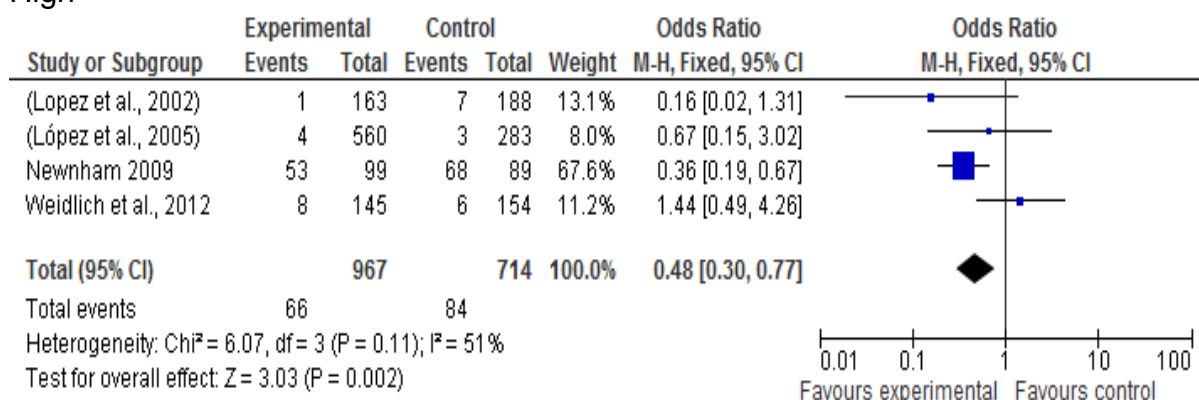 High
Experimental Control Odds Ratio Odds Ratio
Study or Subgroup Events Total Events Total Weight M-H, Fixed, 95% CI M-H, Fixed, 95% CI
(Lopez et al., 2002) 1 163 7 188 13.1% 0.16 [0.02, 1.31]
(López et al., 2005) 4 560 3 283 8.0% 0.67 [0.15, 3.02]
Newnham 2009 53 99 68 89 67.6% 0.36 [0.19, 0.67]
Weidlich et al., 2012 8 145 6 154 11.2% 1.44 [0.49, 4.26]
Total (95% CI) 967 714 100.0% 0.48 [0.30, 0.77]
Total events 66 84
Heterogeneity: Chi² = 6.07, df = 3 (P = 0.11); I² = 51%
Test for overall effect: Z = 3.03 (P = 0.002)
0.01 0.1 1 10 100
Favours experimental Favours control